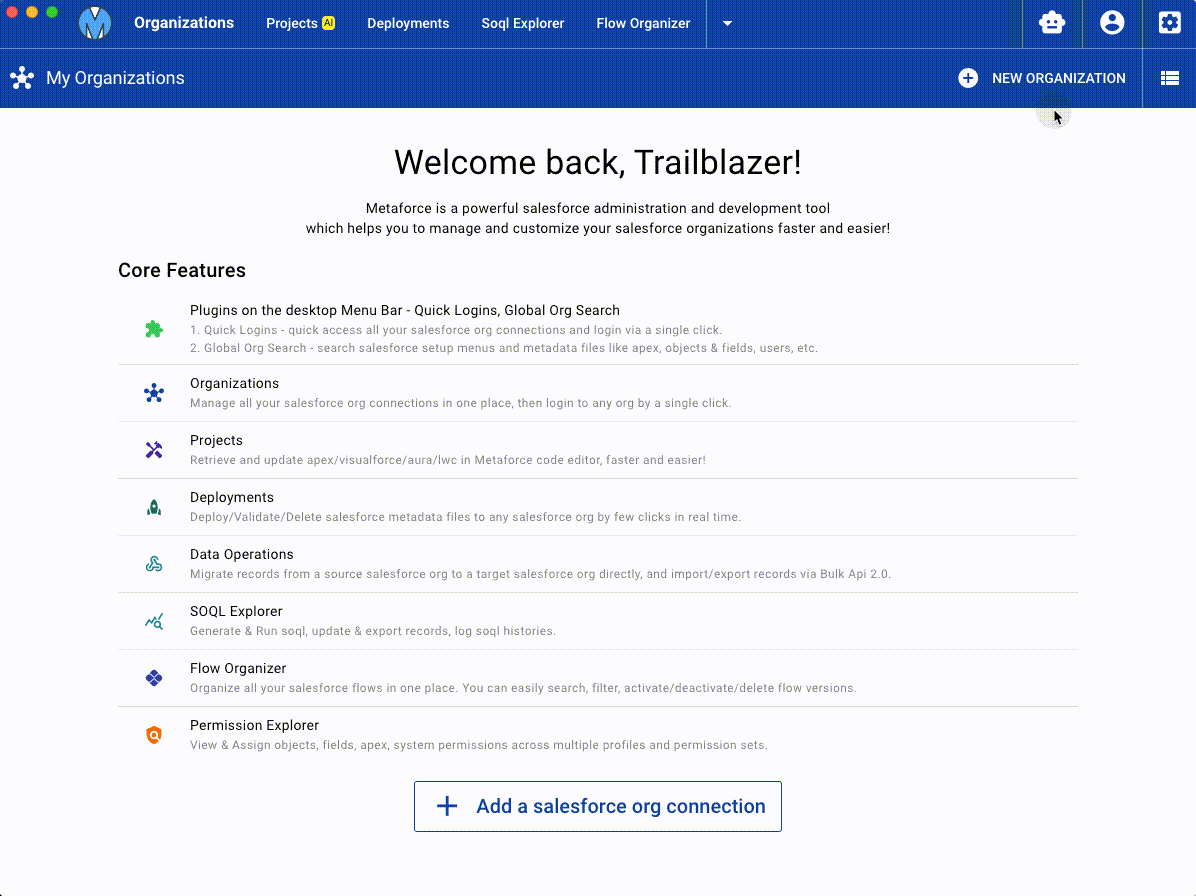 Organizations Projects AI Deployments Soql Explorer Flow Organizer
My Organizations NEW ORGANIZATION
Welcome back, Trailblazer!
Metaforce is a powerful salesforce administration and development tool
which helps you to manage and customize your salesforce organizations faster and easier!
Core Features
Plugins on the desktop Menu Bar - Quick Logins, Global Org Search
1. Quick Logins - quick access all your salesforce org connections and login via a single click.
2. Global Org Search - search salesforce setup menus and metadata files like apex, objects & fields, users, etc.
Organizations
Manage all your salesforce org connections in one place, then login to any org by a single click.
Projects
Retrieve and update apex/visualforce/aura/lwc in Metaforce code editor, faster and easier!
Deployments
Deploy/Validate/Delete salesforce metadata files to any salesforce org by few clicks in real time.
Data Operations
Migrate records from a source salesforce org to a target salesforce org directly, and import/export records via Bulk Api 2.0.
SOQL Explorer
Generate & Run soql, update & export records, log soql histories.
Flow Organizer
Organize all your salesforce flows in one place. You can easily search, filter, activate/deactivate/delete flow versions.
Permission Explorer
View & Assign objects, fields, apex, system permissions across multiple profiles and permission sets.
Add a salesforce org connection